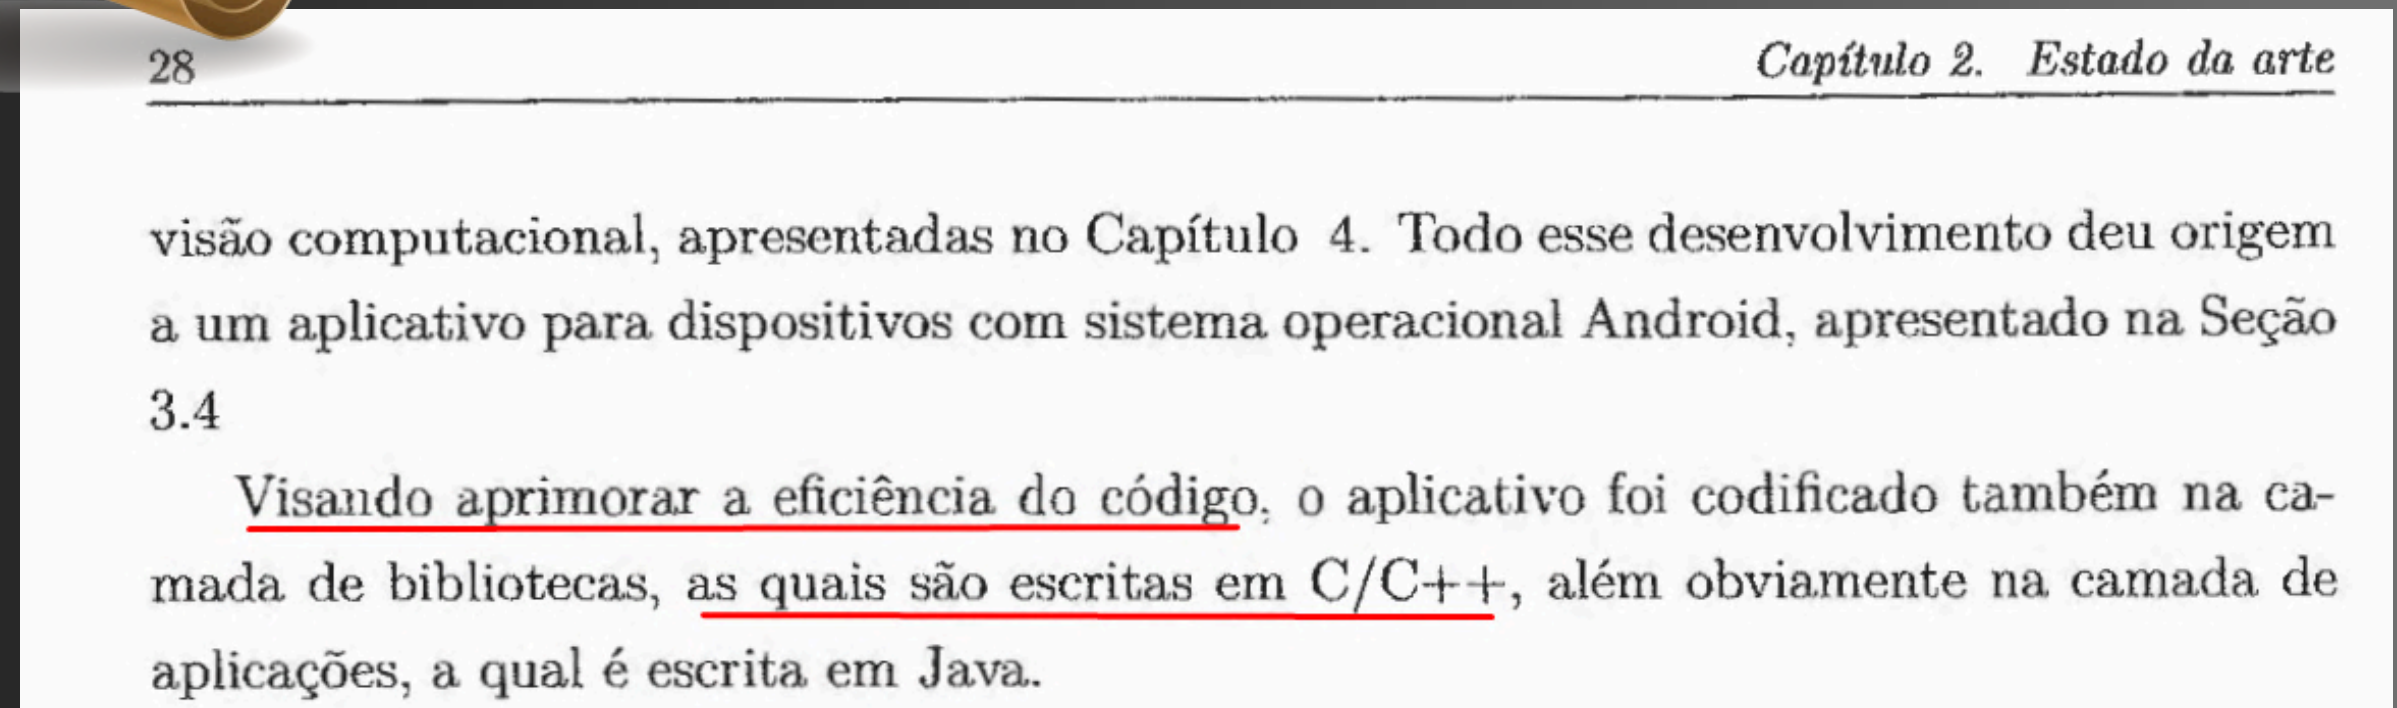 28
Capítulo 2. Estado da arte
visão computacional, apresentadas no Capítulo 4. Todo esse desenvolvimento deu origem
a um aplicativo para dispositivos com sistema operacional Android, apresentado na Seção
3.4
Visando aprimorar a eficiência do código, o aplicativo foi codificado também na ca-
mada de bibliotecas, as quais são escritas em C/C++, além obviamente na camada de
aplicações, a qual é escrita em Java.